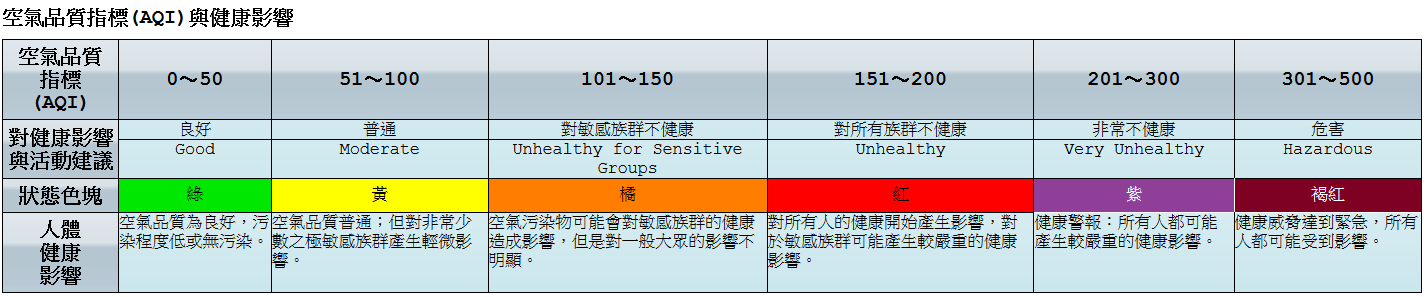 空氣品質指標(AQI)與健康影響
空氣品質
指標
(AQI)
0～50
51～100
101～150
151～200
201～300
301～500
對健康影響
與活動建議
良好
普通
對敏感族群不健康
對所有族群不健康
非常不健康
危害
Good
Moderate
Unhealthy for Sensitive
Groups
Unhealthy
Very Unhealthy
Hazardous
狀態色塊
綠
黃
橘
紅
紫
褐紅
人體
健康
影響
空氣品質為良好，污
染程度低或無污染。
空氣品質普通；但對非常少
數之極敏感族群產生輕微影
響。
空氣污染物可能會對敏感族群的健康
造成影響，但是對一般大眾的影響不
明顯。
對所有人的健康開始產生影響，對
於敏感族群可能產生較嚴重的健康
影響。
健康警報：所有人都可能
產生較嚴重的健康影響。
健康威脅達到緊急，所有
人都可能受到影響。